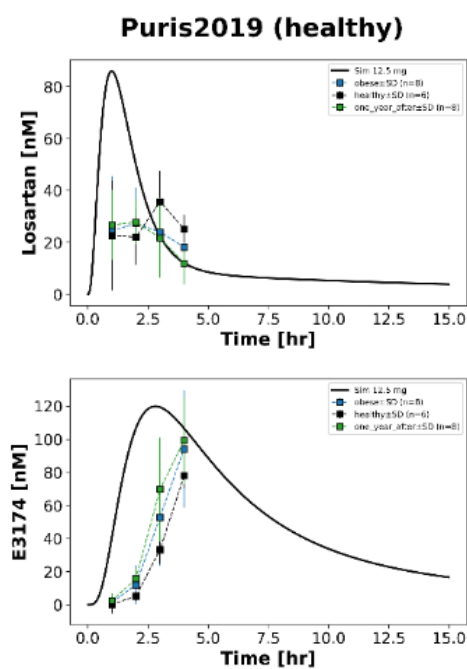 Puris2019 (healthy)
Losartan [nM]
80
60
40
20
0
Sim 12.5 mg
obese±SD (n=8)
healthy±SD (n=6)
one_year_after±SD (n=8)
0.0 2.5 5.0 7.5 10.0 12.5 15.0
Time [hr]
E3174 [nM]
120
100
80
60
40
20
0
Sim 12.5 mg
obese±SD (n=8)
healthy±SD (n=6)
one_year_after±SD (n=8)
0.0 2.5 5.0 7.5 10.0 12.5 15.0
Time [hr]